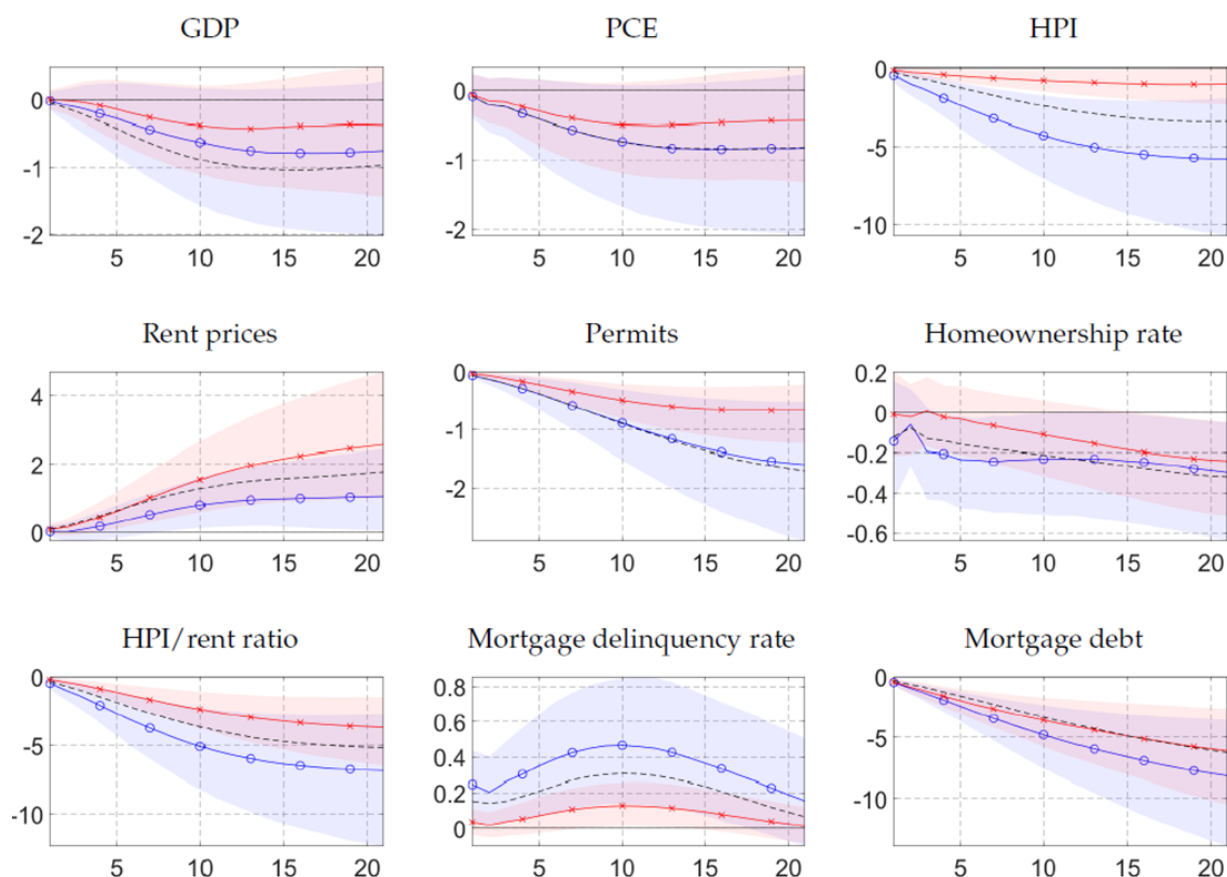 GDP PCE HPI
0 0 0
-1 -1 -5
-2 -2 -10
5 10 15 20 5 10 15 20 5 10 15 20
Rent prices Permits Homeownership rate
4 0 0.2
2 -1 0
0 -2 -0.2
-0.4
-0.6
5 10 15 20 5 10 15 20 5 10 15 20
HPI/rent ratio Mortgage delinquency rate Mortgage debt
0 0.8 0
-5 0.6 -5
-10 0.4 -10
0.2
0
5 10 15 20 5 10 15 20 5 10 15 20